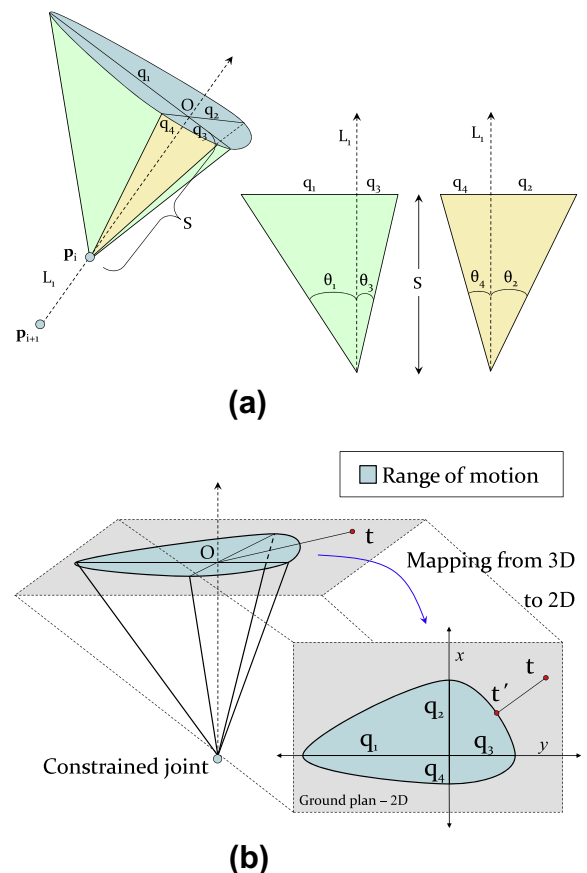 q₁
O
q₂
q₄
q₃
S
pᵢ
L₁
pᵢ₊₁
L₁
q₁
q₃
θ₁
θ₃
S
L₁
q₄
q₂
θ₄
θ₂
(a)
Range of motion
O
t
Mapping from 3D
to 2D
Constrained joint
x
t
t′
q₂
q₁
q₃
y
q₄
Ground plan – 2D
(b)